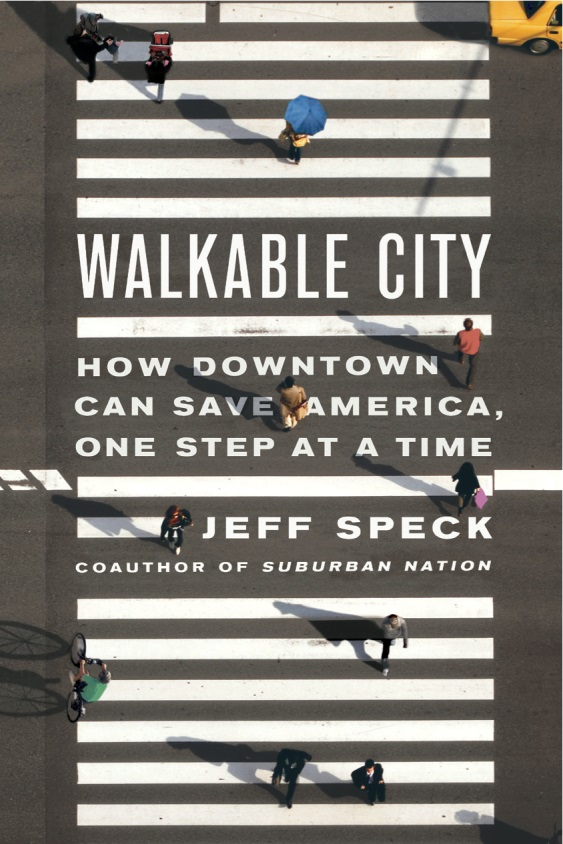 WALKABLE CITY
HOW DOWNTOWN
CAN SAVE AMERICA,
ONE STEP AT A TIME
JEFF SPECK
COAUTHOR OF SUBURBAN NATION